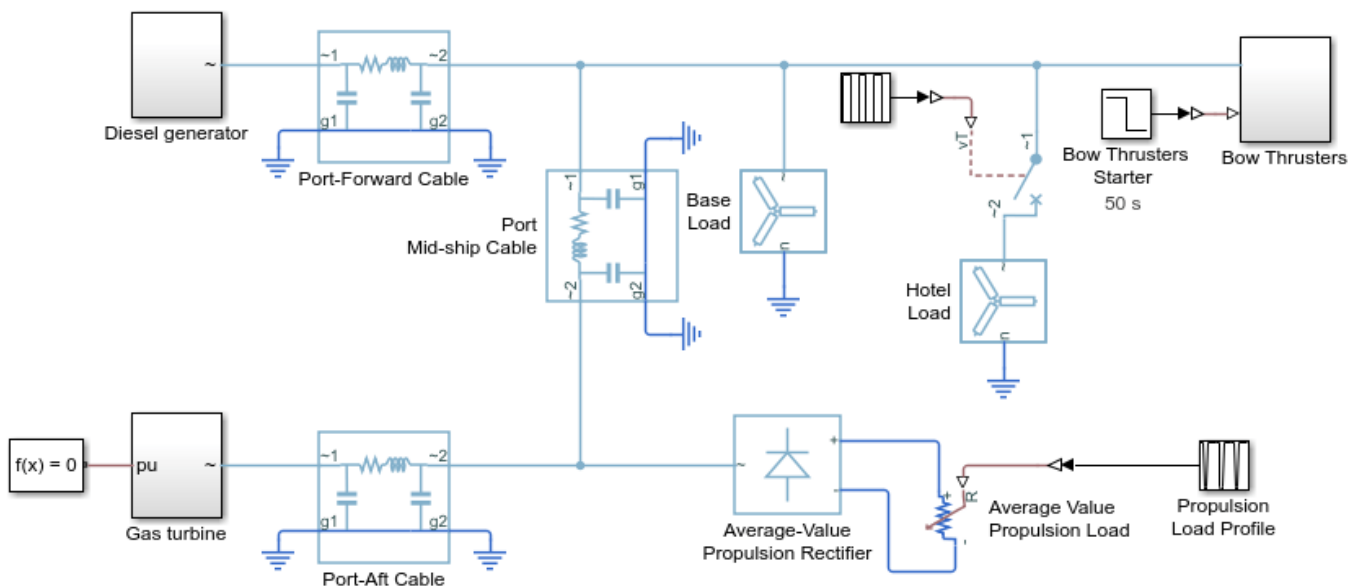 ~
Diesel generator
~1
~2
g1
g2
Port-Forward Cable
~1
g1
Port
Mid-ship Cable
~2
g2
Base
Load
~
n
vT
~1
~2
Bow Thrusters
Starter
50 s
Bow Thrusters
Hotel
Load
~
n
f(x) = 0
pu
~
Gas turbine
~1
~2
g1
g2
Port-Aft Cable
~
+
-
Average-Value
Propulsion Rectifier
+
R
-
Average Value
Propulsion Load
Propulsion
Load Profile